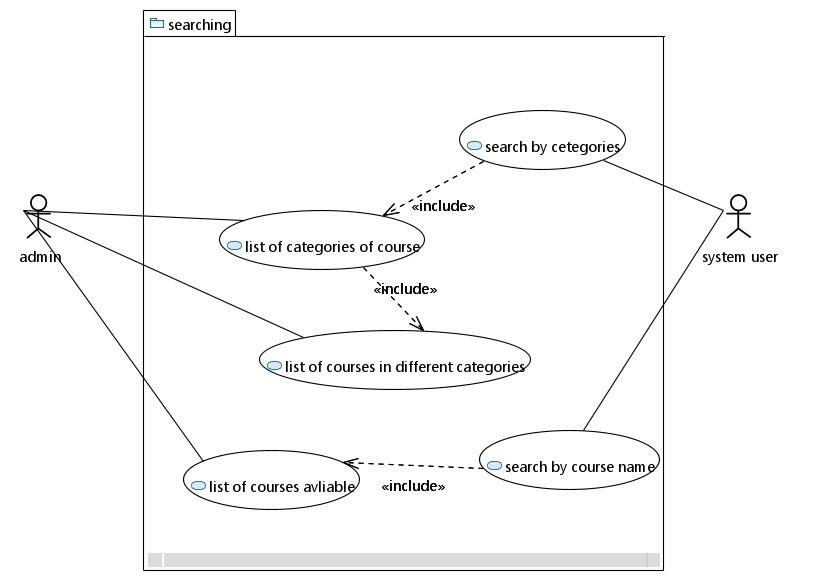 searching
search by cetegories
«include»
list of categories of course
admin
system user
«include»
list of courses in different categories
search by course name
list of courses avliable
«include»